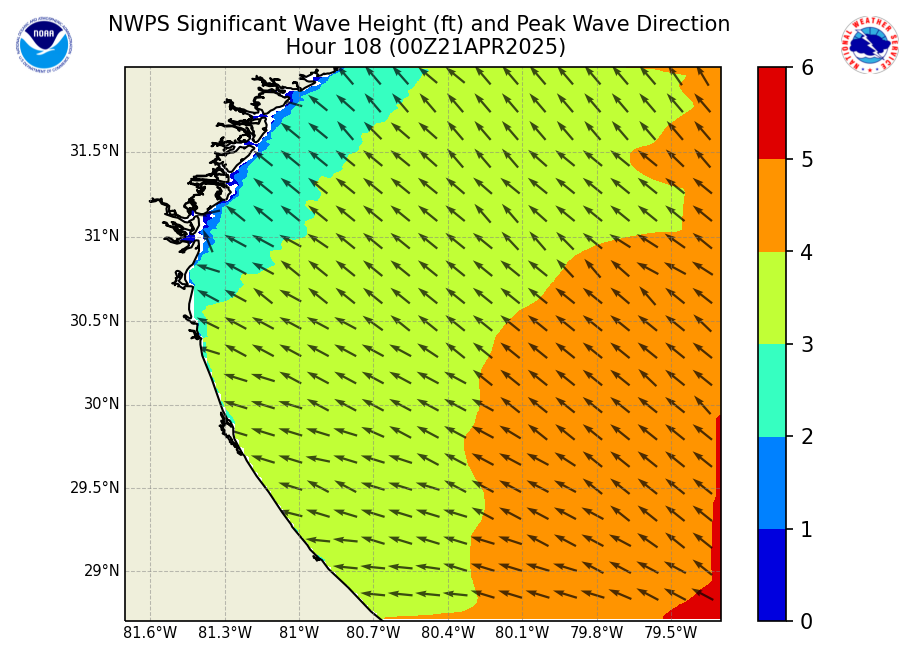 NWPS Significant Wave Height (ft) and Peak Wave Direction
Hour 108 (00Z21APR2025)
NOAA
NATIONAL WEATHER SERVICE
31.5°N
31°N
30.5°N
30°N
29.5°N
29°N
81.6°W 81.3°W 81°W 80.7°W 80.4°W 80.1°W 79.8°W 79.5°W
6
5
4
3
2
1
0